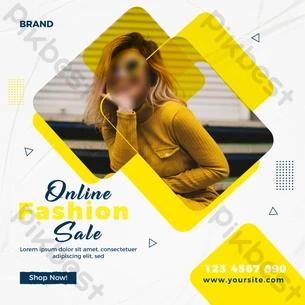 BRAND
Online
Fashion
Sale
Lorem ipsum dolor sit amet, consectetuer
adipiscing elit, sed
Shop Now!
123 4567 890
www.yoursite.com
pikbest